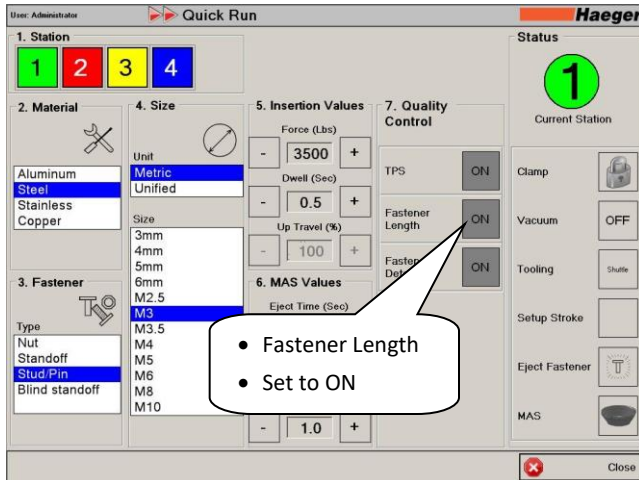 User: Administrator
Quick Run
Haeger
1. Station
1 2 3 4
2. Material
Aluminum
Steel
Stainless
Copper
3. Fastener
Type
Nut
Standoff
Stud/Pin
Blind standoff
4. Size
Unit
Metric
Unified
Size
3mm
4mm
5mm
6mm
M2.5
M3
M3.5
M4
M5
M6
M8
M10
5. Insertion Values
Force (Lbs)
- 3500 +
Dwell (Sec)
- 0.5 +
Up Travel (%)
- 100 +
6. MAS Values
Eject Time (Sec)
- 1.0 +
7. Quality
Control
TPS ON
Fastener
Length ON
ON
• Fastener Length
• Set to ON
Status
1
Current Station
Clamp
Vacuum OFF
Tooling Shuttle
Setup Stroke
Eject Fastener T
MAS
Close